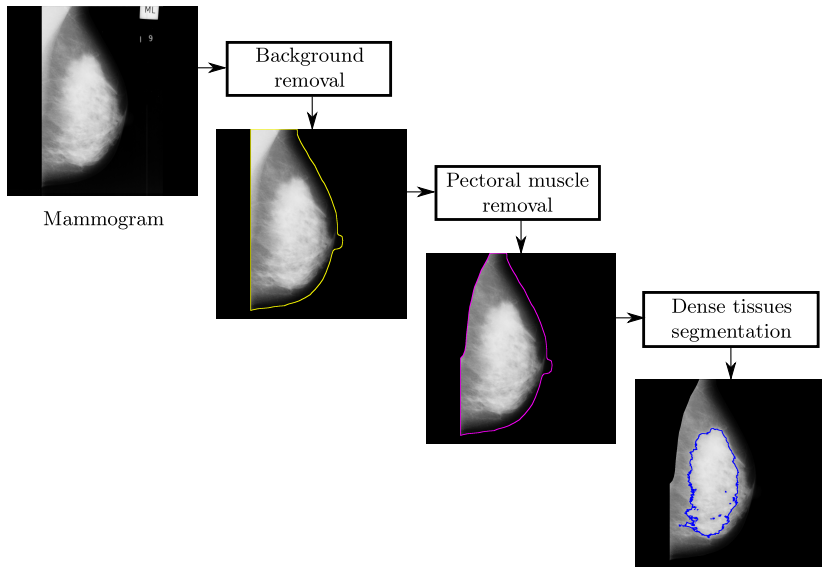 ML
9
Background
removal
Mammogram
Pectoral muscle
removal
Dense tissues
segmentation